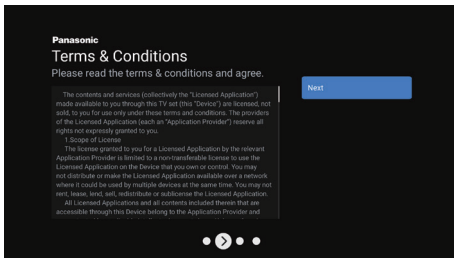 Panasonic
Terms & Conditions
Please read the terms & conditions and agree.
The contents and services (collectively the "Licensed Application")
made available to you through this TV set (this "Device") are licensed, not
sold, to you for use only under these terms and conditions. The providers
of the Licensed Application (each an "Application Provider") reserve all
rights not expressly granted to you.
1.Scope of License
The license granted to you for a Licensed Application by the relevant
Application Provider is limited to a non-transferable license to use the
Licensed Application on the Device that you own or control. You may
not distribute or make the Licensed Application available over a network
where it could be used by multiple devices at the same time. You may not
rent, lease, lend, sell, redistribute or sublicense the Licensed Application.
All Licensed Applications and all contents included therein that are
accessible through this Device belong to the Application Provider and
Next